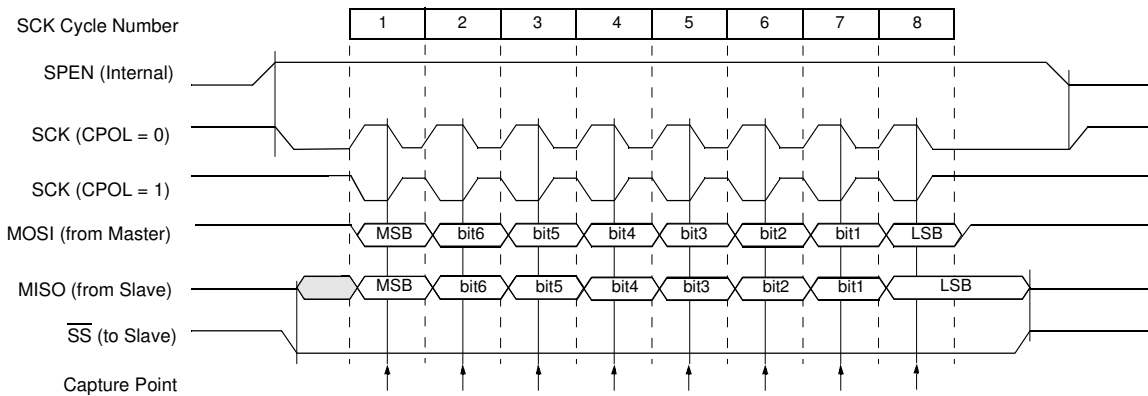 SCK Cycle Number 1 2 3 4 5 6 7 8
SPEN (Internal)
SCK (CPOL = 0)
SCK (CPOL = 1)
MOSI (from Master) MSB bit6 bit5 bit4 bit3 bit2 bit1 LSB
MISO (from Slave) MSB bit6 bit5 bit4 bit3 bit2 bit1 LSB
SS (to Slave)
Capture Point